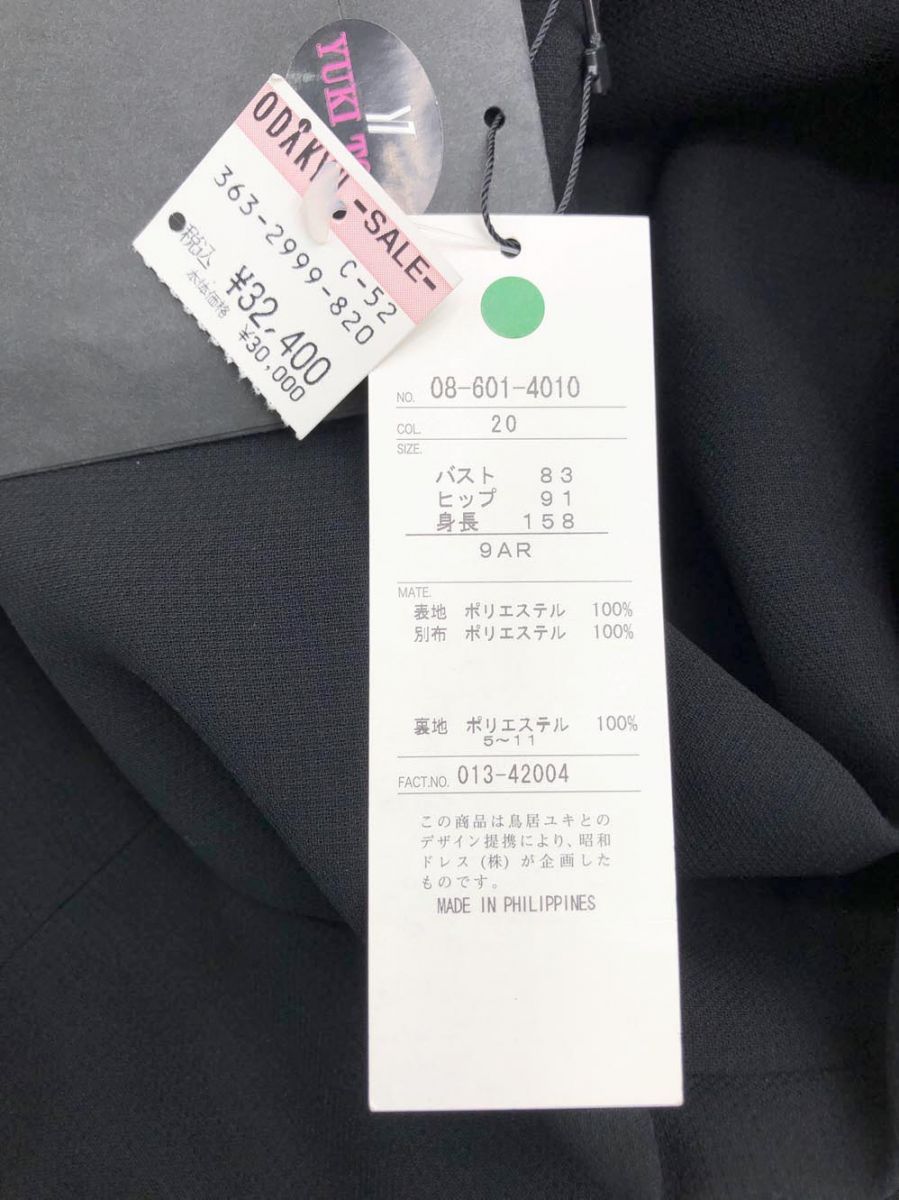 YI
YUKI
ODAKYU -SALE-
C-52
363-2999-820
税込 ¥32,400
本体価格 ¥30,000
NO. 08-601-4010
COL. 20
SIZE.
バスト 83
ヒップ 91
身長 158
9AR
MATE.
表地 ポリエステル 100%
別布 ポリエステル 100%
裏地 ポリエステル 100%
5~11
FACT.NO. 013-42004
この商品は鳥居ユキとの
デザイン提携により、昭和
ドレス(株)が企画した
ものです。
MADE IN PHILIPPINES